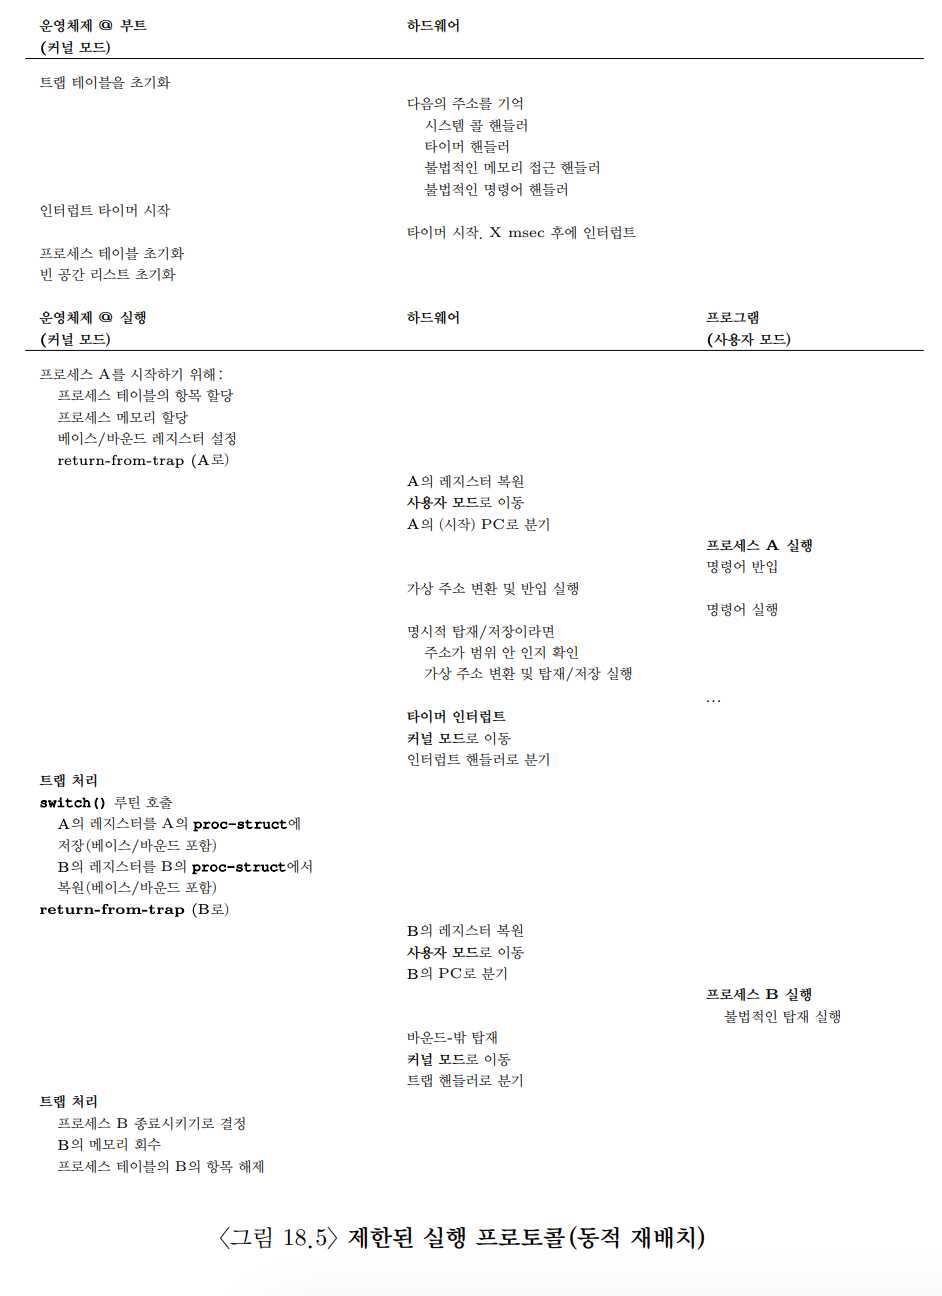 운영체제 @ 부트 하드웨어
(커널 모드)
트랩 테이블을 초기화
다음의 주소를 기억
시스템 콜 핸들러
타이머 핸들러
불법적인 메모리 접근 핸들러
불법적인 명령어 핸들러
인터럽트 타이머 시작
타이머 시작. X msec 후에 인터럽트
프로세스 테이블 초기화
빈 공간 리스트 초기화
운영체제 @ 실행 하드웨어 프로그램
(커널 모드) (사용자 모드)
프로세스 A를 시작하기 위해:
프로세스 테이블의 항목 할당
프로세스 메모리 할당
베이스/바운드 레지스터 설정
return-from-trap (A로)
A의 레지스터 복원
사용자 모드로 이동
A의 (시작) PC로 분기
프로세스 A 실행
명령어 반입
가상 주소 변환 및 반입 실행
명령어 실행
명시적 탑재/저장이라면
주소가 범위 안 인지 확인
가상 주소 변환 및 탑재/저장 실행
...
타이머 인터럽트
커널 모드로 이동
인터럽트 핸들러로 분기
트랩 처리
switch() 루틴 호출
A의 레지스터를 A의 proc-struct에
저장(베이스/바운드 포함)
B의 레지스터를 B의 proc-struct에서
복원(베이스/바운드 포함)
return-from-trap (B로)
B의 레지스터 복원
사용자 모드로 이동
B의 PC로 분기
프로세스 B 실행
불법적인 탑재 실행
바운드-밖 탑재
커널 모드로 이동
트랩 핸들러로 분기
트랩 처리
프로세스 B 종료시키기로 결정
B의 메모리 회수
프로세스 테이블의 B의 항목 해제
〈그림 18.5〉 제한된 실행 프로토콜(동적 재배치)